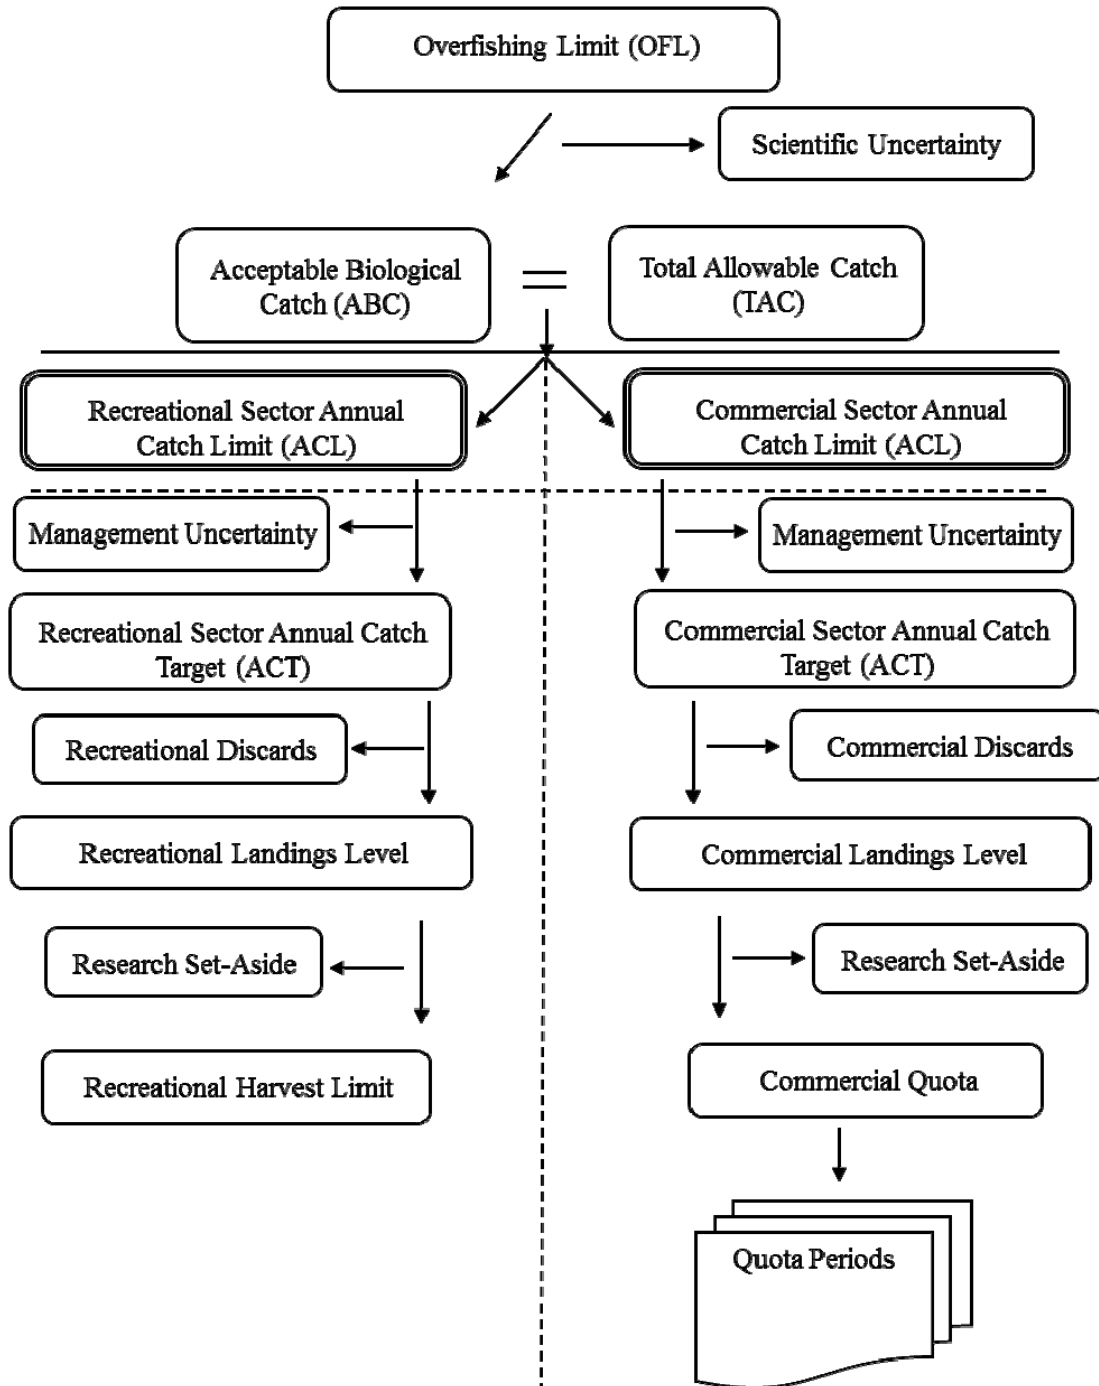 Overfishing Limit (OFL)
Scientific Uncertainty
Acceptable Biological
Catch (ABC)
Total Allowable Catch
(TAC)
Recreational Sector Annual
Catch Limit (ACL)
Commercial Sector Annual
Catch Limit (ACL)
Management Uncertainty
Management Uncertainty
Recreational Sector Annual Catch
Target (ACT)
Commercial Sector Annual Catch
Target (ACT)
Recreational Discards
Commercial Discards
Recreational Landings Level
Commercial Landings Level
Research Set-Aside
Research Set-Aside
Recreational Harvest Limit
Commercial Quota
Quota Periods